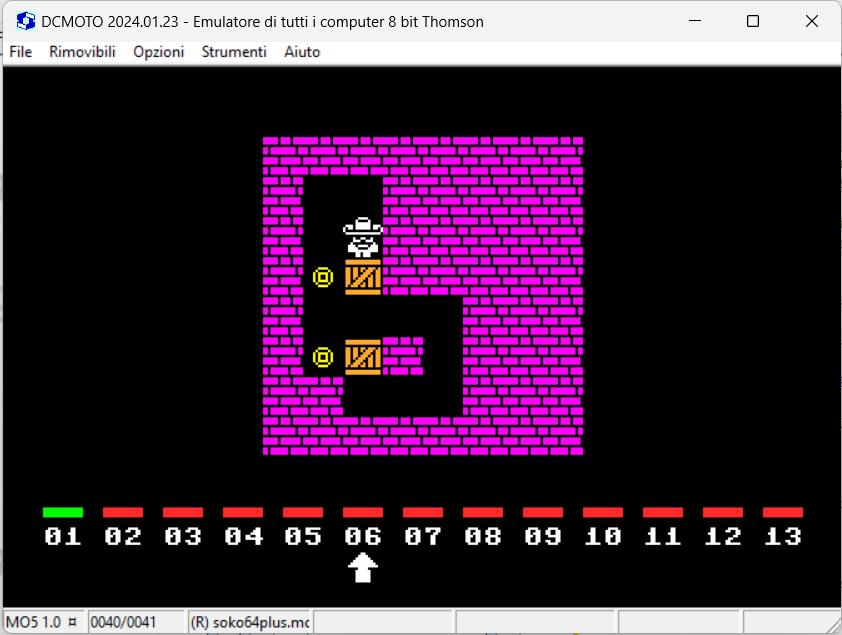 DCMOTO 2024.01.23 - Emulatore di tutti i computer 8 bit Thomson
File Rimovibili Opzioni Strumenti Aiuto
01 02 03 04 05 06 07 08 09 10 11 12 13
MO5 1.0 ¤ 0040/0041 (R) soko64plus.mo